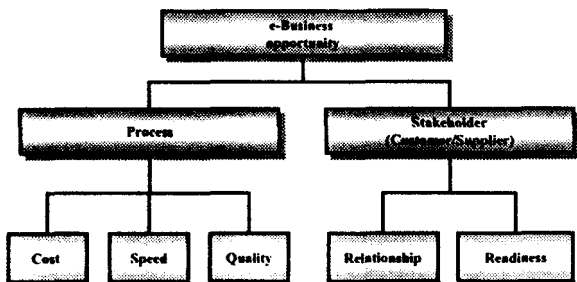 e-Business
opportunity
Process
Stakeholder
(Customer/Supplier)
Cost
Speed
Quality
Relationship
Readiness